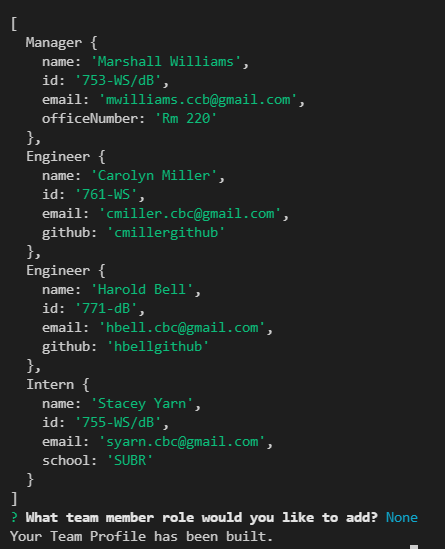 [
  Manager {
    name: 'Marshall Williams',
    id: '753-WS/dB',
    email: 'mwilliams.ccb@gmail.com',
    officeNumber: 'Rm 220'
  },
  Engineer {
    name: 'Carolyn Miller',
    id: '761-WS',
    email: 'cmiller.cbc@gmail.com',
    github: 'cmillergithub'
  },
  Engineer {
    name: 'Harold Bell',
    id: '771-dB',
    email: 'hbell.cbc@gmail.com',
    github: 'hbellgithub'
  },
  Intern {
    name: 'Stacey Yarn',
    id: '755-WS/dB',
    email: 'syarn.cbc@gmail.com',
    school: 'SUBR'
  }
]
? What team member role would you like to add? None
Your Team Profile has been built.